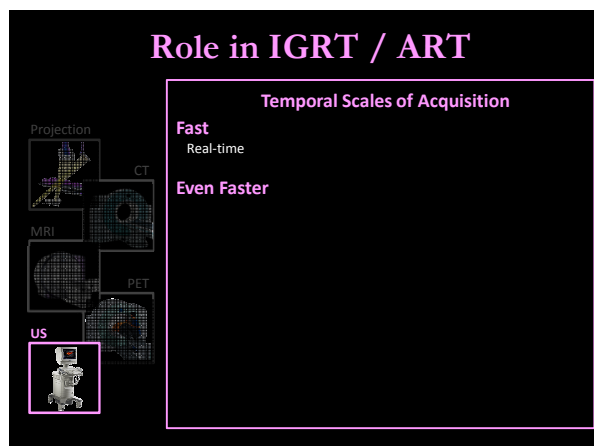 Role in IGRT / ART
Temporal Scales of Acquisition
Fast
Real-time
Even Faster
Projection
CT
MRI
PET
US